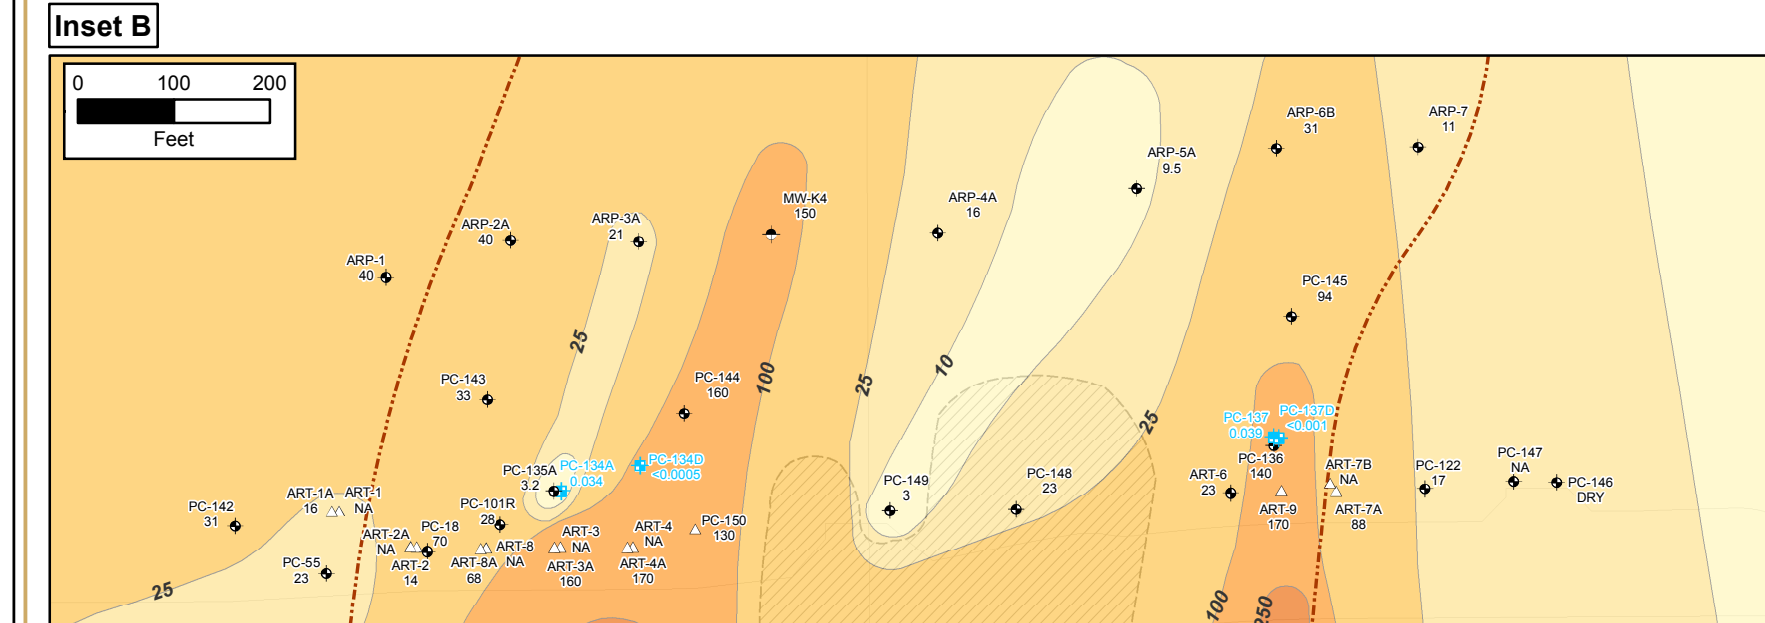 Inset B
0 100 200
Feet
ARP-6B
31
ARP-7
11
ARP-5A
9.5
MW-K4
150
ARP-4A
16
ARP-3A
21
ARP-2A
40
ARP-1
40
PC-145
94
25
10
100
25
25
PC-143
33
PC-144
160
PC-137
0.039
PC-137D
<0.001
PC-136
140
PC-135A
3.2
PC-134A
0.034
PC-134D
<0.0005
PC-149
3
PC-148
23
ART-6
23
ART-7B
NA
ART-9
170
ART-7A
88
PC-122
17
PC-147
NA
PC-146
DRY
PC-142
31
ART-1A
16
ART-1
NA
PC-101R
28
PC-18
70
ART-2A
NA
ART-2
14
ART-8A
68
ART-8
NA
ART-3
NA
ART-3A
160
ART-4
NA
ART-4A
170
PC-150
130
PC-55
23
25
100
250